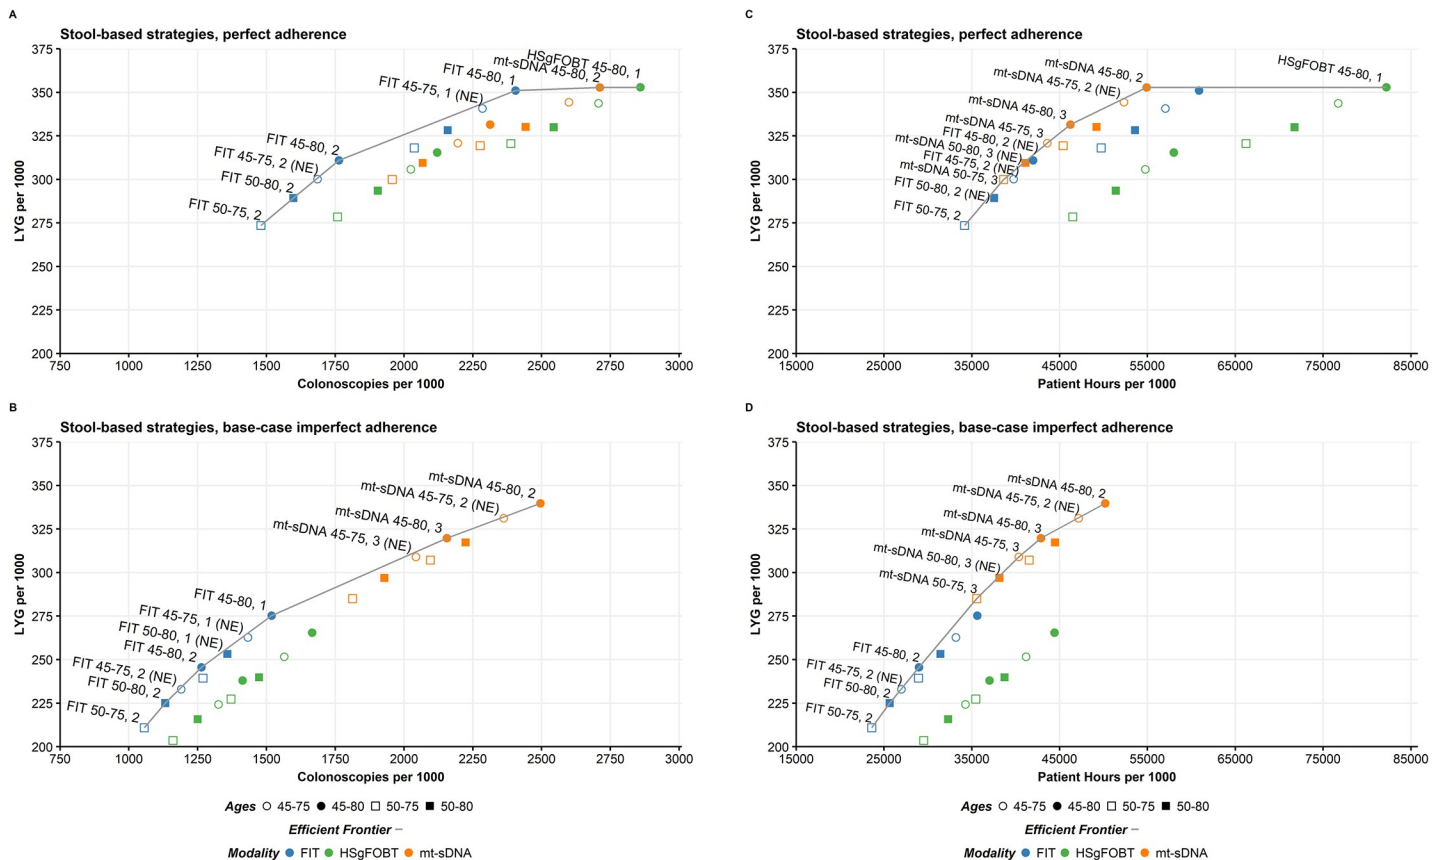 A
Stool-based strategies, perfect adherence
LYG per 1000
375
350
325
300
275
250
225
200
HSgFOBT 45-80, 1
mt-sDNA 45-80, 2
FIT 45-80, 1
FIT 45-75, 1 (NE)
FIT 45-80, 2
FIT 45-75, 2 (NE)
FIT 50-80, 2
FIT 50-75, 2
750 1000 1250 1500 1750 2000 2250 2500 2750 3000
Colonoscopies per 1000
C
Stool-based strategies, perfect adherence
LYG per 1000
375
350
325
300
275
250
225
200
HSgFOBT 45-80, 1
mt-sDNA 45-80, 2
mt-sDNA 45-75, 2 (NE)
mt-sDNA 45-80, 3
mt-sDNA 45-75, 3
FIT 45-80, 2 (NE)
mt-sDNA 50-80, 3 (NE)
FIT 45-75, 2 (NE)
mt-sDNA 50-75, 3
FIT 50-80, 2 (NE)
FIT 50-75, 2
15000 25000 35000 45000 55000 65000 75000 85000
Patient Hours per 1000
B
Stool-based strategies, base-case imperfect adherence
LYG per 1000
375
350
325
300
275
250
225
200
mt-sDNA 45-80, 2
mt-sDNA 45-75, 2 (NE)
mt-sDNA 45-80, 3
mt-sDNA 45-75, 3 (NE)
FIT 45-80, 1
FIT 45-75, 1 (NE)
FIT 50-80, 1 (NE)
FIT 45-80, 2
FIT 45-75, 2 (NE)
FIT 50-80, 2
FIT 50-75, 2
750 1000 1250 1500 1750 2000 2250 2500 2750 3000
Colonoscopies per 1000
Ages 45-75 45-80 50-75 50-80
Efficient Frontier
Modality FIT HSgFOBT mt-sDNA
D
Stool-based strategies, base-case imperfect adherence
LYG per 1000
375
350
325
300
275
250
225
200
mt-sDNA 45-80, 2
mt-sDNA 45-75, 2 (NE)
mt-sDNA 45-80, 3
mt-sDNA 45-75, 3
mt-sDNA 50-80, 3 (NE)
mt-sDNA 50-75, 3
FIT 45-80, 2
FIT 45-75, 2 (NE)
FIT 50-80, 2
FIT 50-75, 2
15000 25000 35000 45000 55000 65000 75000 85000
Patient Hours per 1000
Ages 45-75 45-80 50-75 50-80
Efficient Frontier
Modality FIT HSgFOBT mt-sDNA